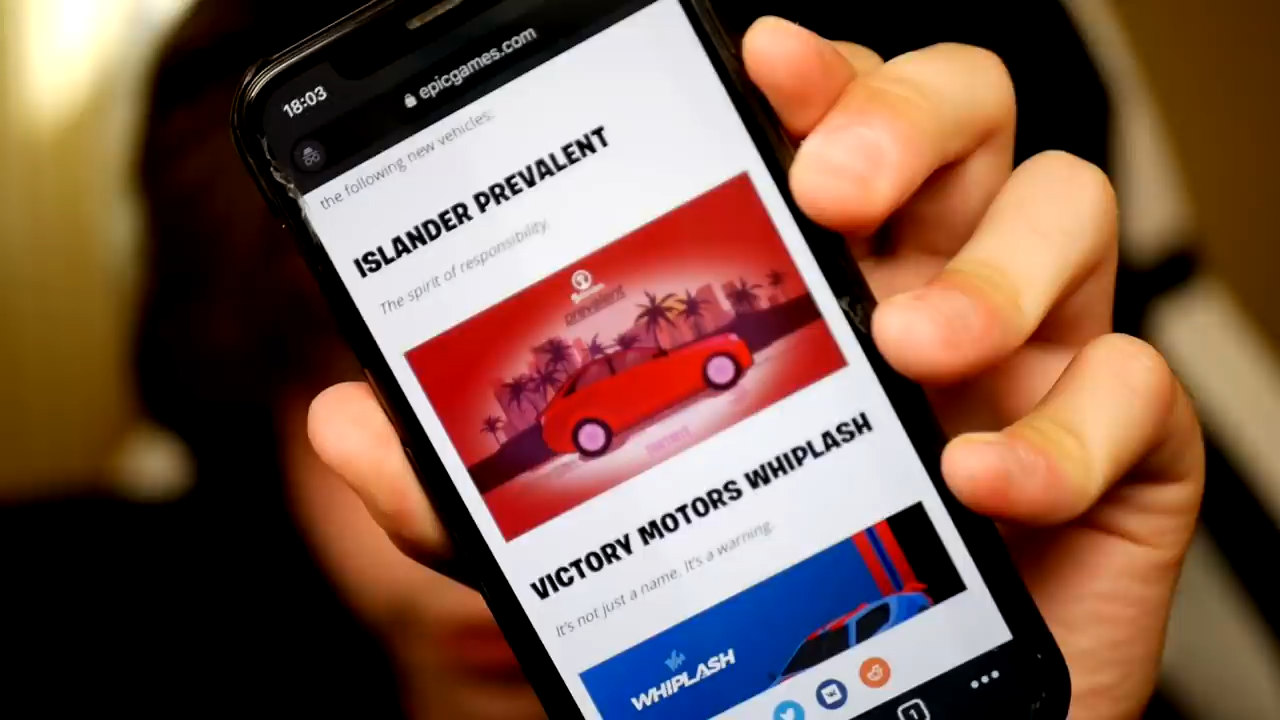 18:03
epicgames.com
the following new vehicles:
ISLANDER PREVALENT
The spirit of responsibility.
prevalent
VICTORY MOTORS WHIPLASH
It's not just a name. It's a warning.
WHIPLASH
1